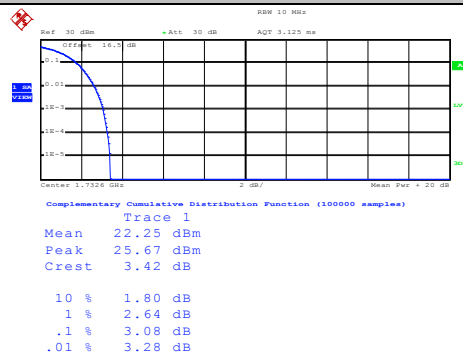 RBW 10 MHz
Ref 30 dBm Att 30 dB AQT 3.125 ms
Offset 16.5 dB
0.1
A
1 SA
0.01
VIEW
1E-3
LVL
1E-4
1E-5
3D
Center 1.7326 GHz 2 dB/ Mean Pwr + 20 dB
Complementary Cumulative Distribution Function (100000 samples)
Trace 1
Mean 22.25 dBm
Peak 25.67 dBm
Crest 3.42 dB
10 % 1.80 dB
1 % 2.64 dB
.1 % 3.08 dB
.01 % 3.28 dB